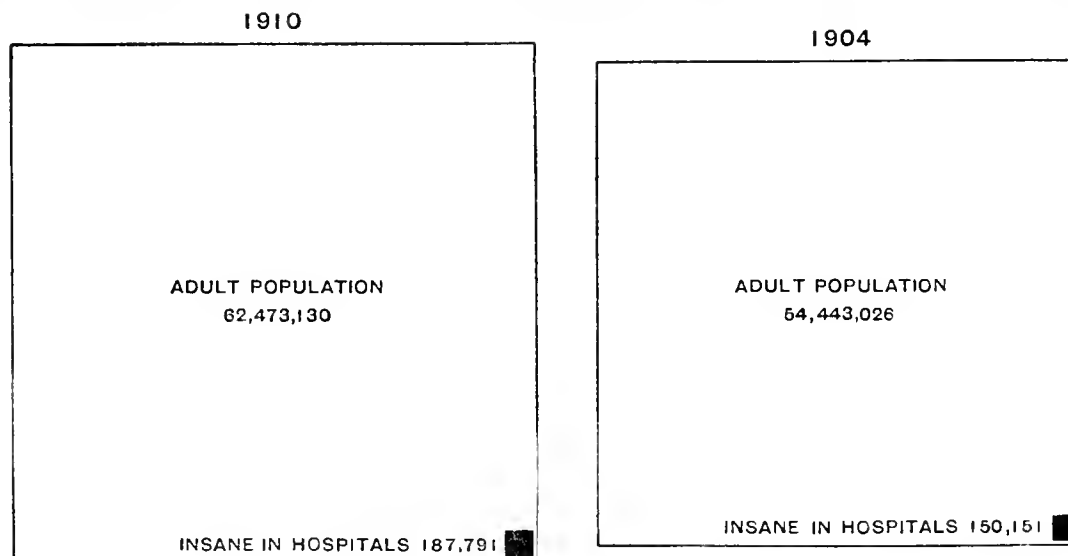 1910
ADULT POPULATION
62,473,130
INSANE IN HOSPITALS 187,791
1904
ADULT POPULATION
54,443,026
INSANE IN HOSPITALS 150,151